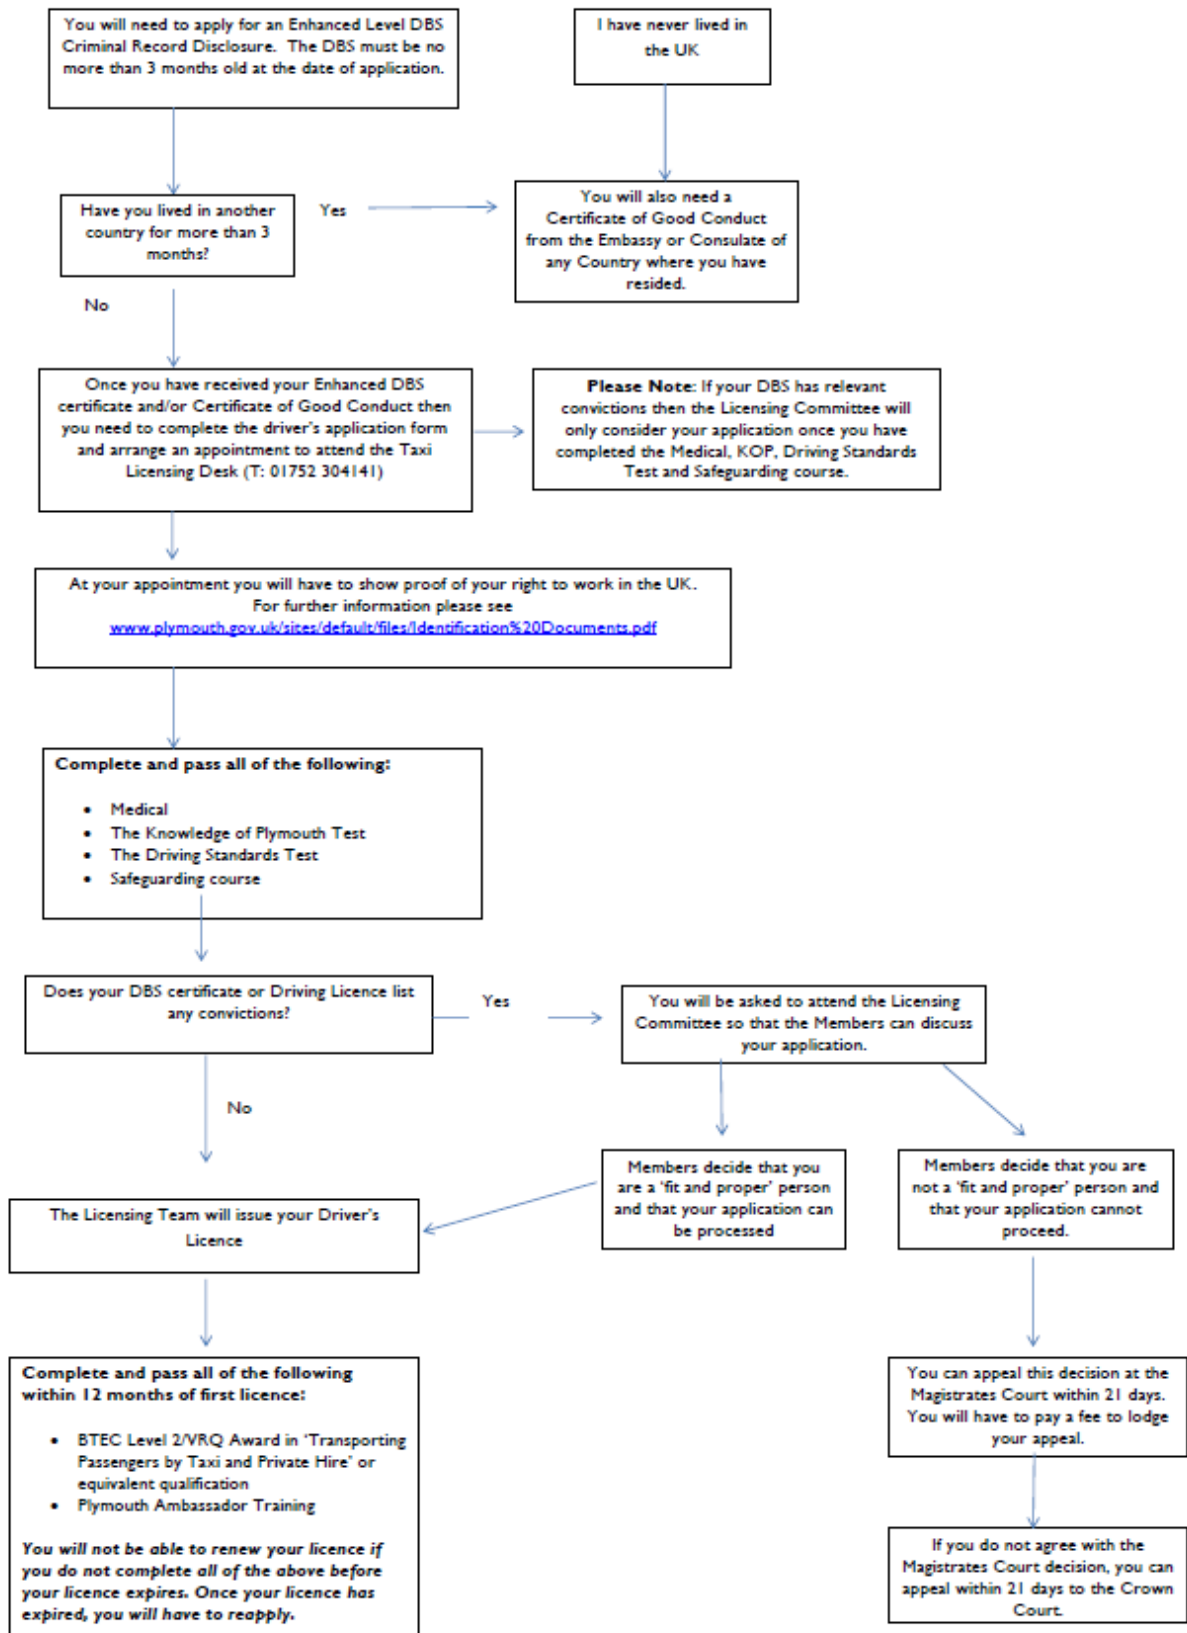 You will need to apply for an Enhanced Level DBS
Criminal Record Disclosure. The DBS must be no
more than 3 months old at the date of application.
I have never lived in
the UK
Have you lived in another
country for more than 3
months?
Yes
You will also need a
Certificate of Good Conduct
from the Embassy or Consulate of
any Country where you have
resided.
No
Once you have received your Enhanced DBS
certificate and/or Certificate of Good Conduct then
you need to complete the driver's application form
and arrange an appointment to attend the Taxi
Licensing Desk (T: 01752 304141)
Please Note: If your DBS has relevant
convictions then the Licensing Committee will
only consider your application once you have
completed the Medical, KOP, Driving Standards
Test and Safeguarding course.
At your appointment you will have to show proof of your right to work in the UK.
For further information please see
www.plymouth.gov.uk/sites/default/files/Identification%20Documents.pdf
Complete and pass all of the following:
• Medical
• The Knowledge of Plymouth Test
• The Driving Standards Test
• Safeguarding course
Does your DBS certificate or Driving Licence list
any convictions?
Yes
You will be asked to attend the Licensing
Committee so that the Members can discuss
your application.
No
Members decide that you
are a 'fit and proper' person
and that your application can
be processed
Members decide that you are
not a 'fit and proper' person and
that your application cannot
proceed.
The Licensing Team will issue your Driver's
Licence
Complete and pass all of the following
within 12 months of first licence:
• BTEC Level 2/VRQ Award in 'Transporting
Passengers by Taxi and Private Hire' or
equivalent qualification
• Plymouth Ambassador Training
You will not be able to renew your licence if
you do not complete all of the above before
your licence expires. Once your licence has
expired, you will have to reapply.
You can appeal this decision at the
Magistrates Court within 21 days.
You will have to pay a fee to lodge
your appeal.
If you do not agree with the
Magistrates Court decision, you can
appeal within 21 days to the Crown
Court.